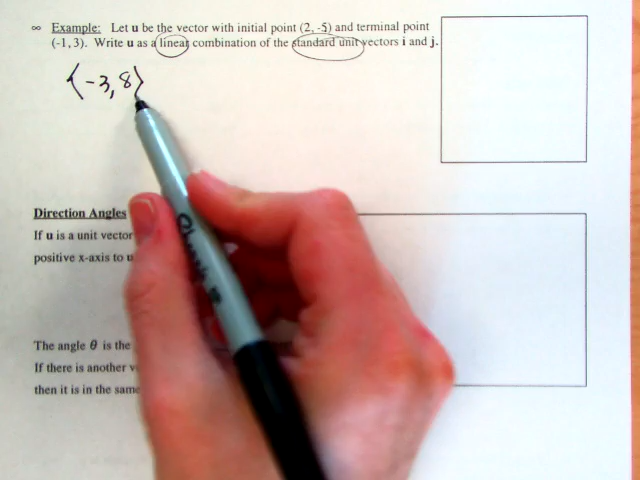 ∞ Example: Let u be the vector with initial point (2, -5) and terminal point
(-1, 3). Write u as a linear combination of the standard unit vectors i and j.
⟨-3, 8⟩
Direction Angles
If u is a unit vector
positive x-axis to u
The angle θ is the
If there is another
then it is in the same
Sharpie